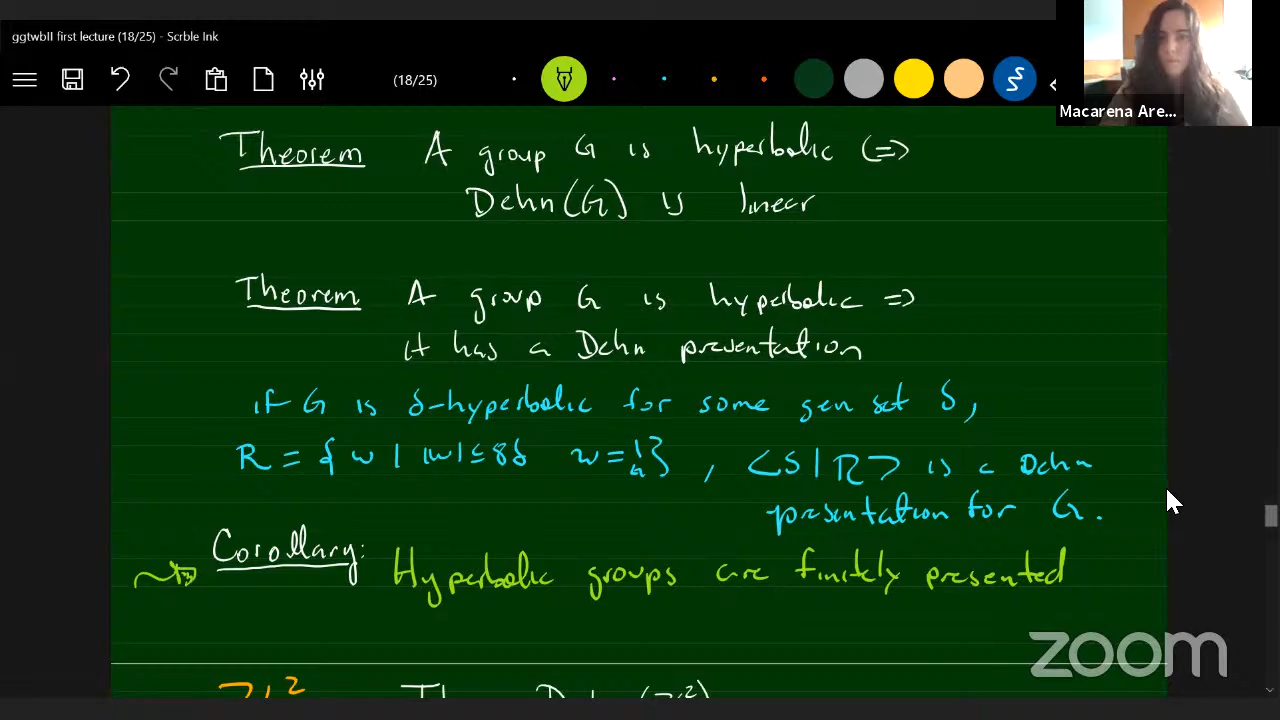 ggtwbII first lecture (18/25) - Scrble Ink
(18/25)
Macarena Are...
Theorem A group G is hyperbolic <=>
Dehn(G) is linear
Theorem A group G is hyperbolic =>
it has a Dehn presentation
if G is δ-hyperbolic for some gen set S,
R = { w | |w| ≤ 8δ w =_G 1 } , <S | R> is a Dehn
presentation for G.
Corollary:
Hyperbolic groups are finitely presented
zoom
ℤ²